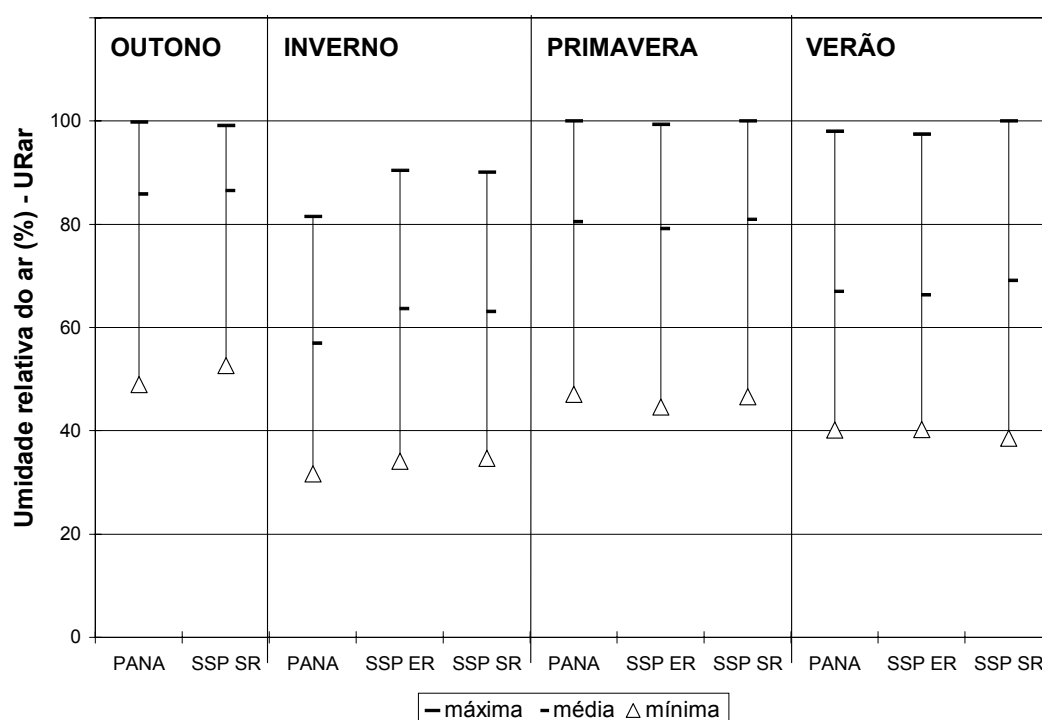 OUTONO INVERNO PRIMAVERA VERÃO
Umidade relativa do ar (%) - URar
100
80
60
40
20
0
PANA SSP SR PANA SSP ER SSP SR PANA SSP ER SSP SR PANA SSP ER SSP SR
máxima média mínima